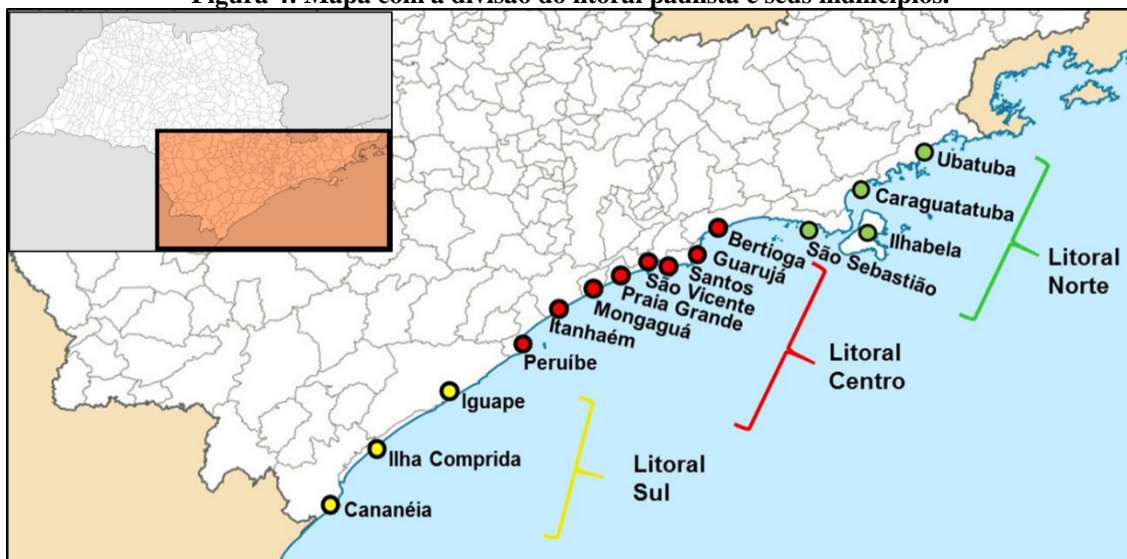 Figura 4: Mapa com a divisão do litoral paulista e seus municípios.
Ubatuba
Caraguatatuba
Ilhabela
São Sebastião
Bertioga
Guarujá
Santos
São Vicente
Praia Grande
Mongaguá
Itanhaém
Peruíbe
Iguape
Ilha Comprida
Cananéia
Litoral
Norte
Litoral
Centro
Litoral
Sul